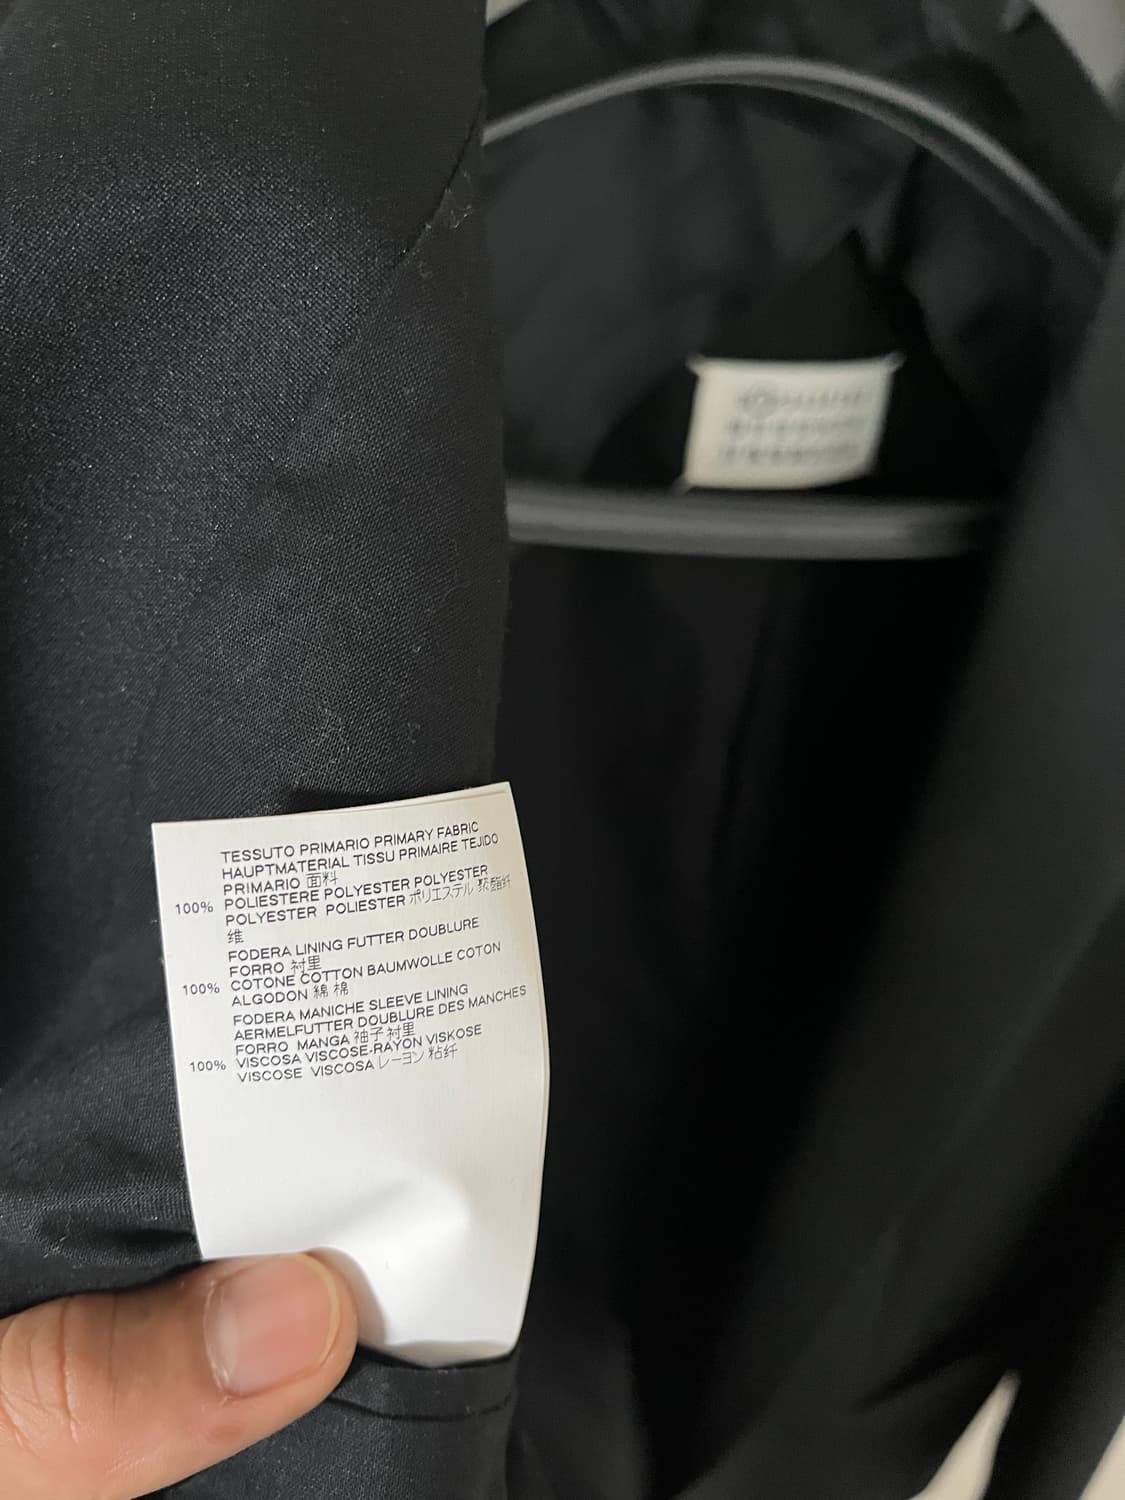 TESSUTO PRIMARIO PRIMARY FABRIC
HAUPTMATERIAL TISSU PRIMAIRE TEJIDO
PRIMARIO 面料
100% POLIESTERE POLYESTER POLYESTER
POLYESTER POLIESTER ポリエステル 聚酯纤
维
FODERA LINING FUTTER DOUBLURE
FORRO 衬里
100% COTONE COTTON BAUMWOLLE COTON
ALGODON 綿 棉
FODERA MANICHE SLEEVE LINING
AERMELFUTTER DOUBLURE DES MANCHES
FORRO MANGA 袖子衬里
100% VISCOSA VISCOSE-RAYON VISKOSE
VISCOSE VISCOSA レーヨン 粘纤